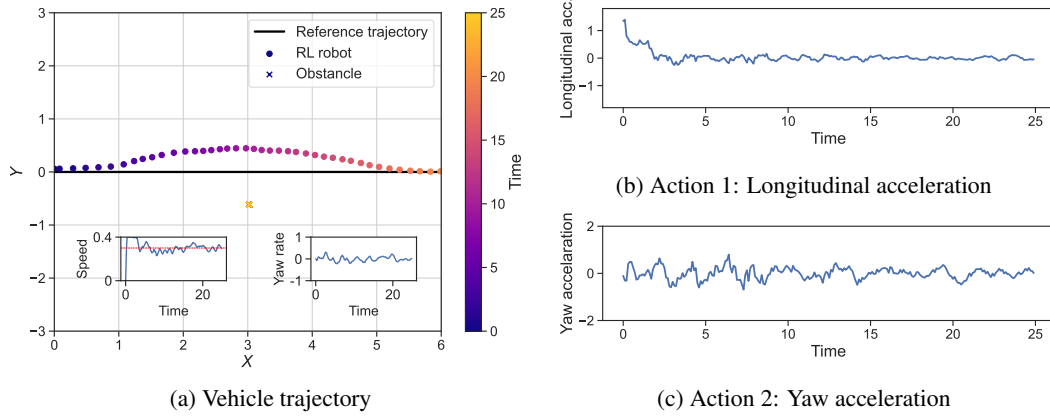 Reference trajectory
RL robot
Obstancle
3
2
1
0
−1
−2
−3
Y
0 1 2 3 4 5 6
X
Speed
0.4
0.0
0 20
Time
Yaw rate
1
0
-1
0 20
Time
25
20
15
10
5
0
Time
(a) Vehicle trajectory
Longitudinal acc.
1
0
−1
0 5 10 15 20 25
Time
(b) Action 1: Longitudinal acceleration
Yaw acceleration
2
0
−2
0 5 10 15 20 25
Time
(c) Action 2: Yaw acceleration